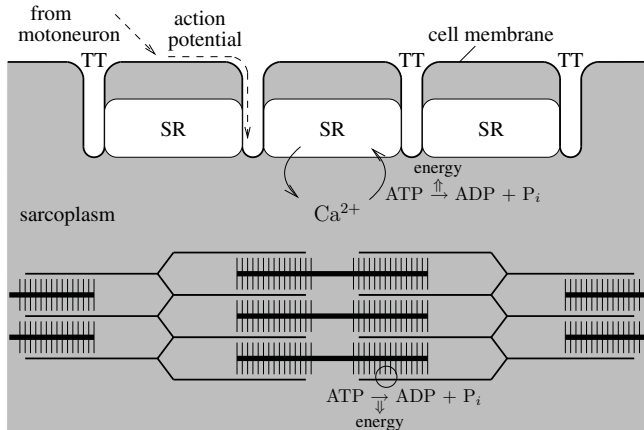 from
motoneuron
action
potential
TT
TT
cell membrane
TT
SR
SR
SR
energy
⇑
ATP → ADP + Pᵢ
Ca²⁺
sarcoplasm
ATP → ADP + Pᵢ
⇓
energy